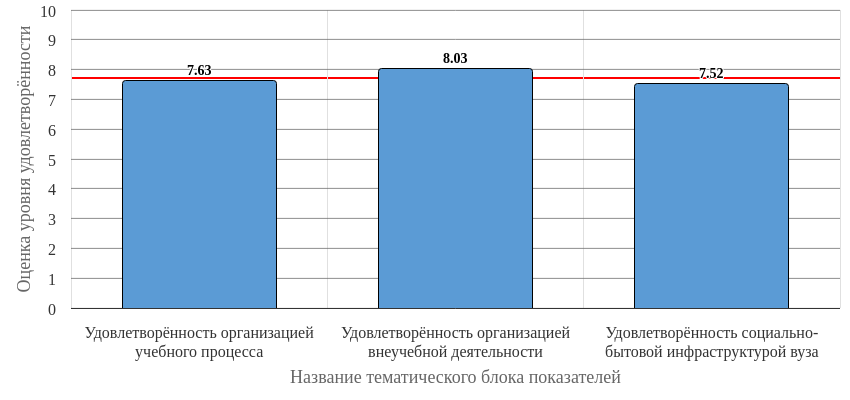 Оценка уровня удовлетворённости
10
9
8
7
6
5
4
3
2
1
0
7.63
8.03
7.52
Удовлетворённость организацией
учебного процесса
Удовлетворённость организацией
внеучебной деятельности
Удовлетворённость социально-
бытовой инфраструктурой вуза
Название тематического блока показателей